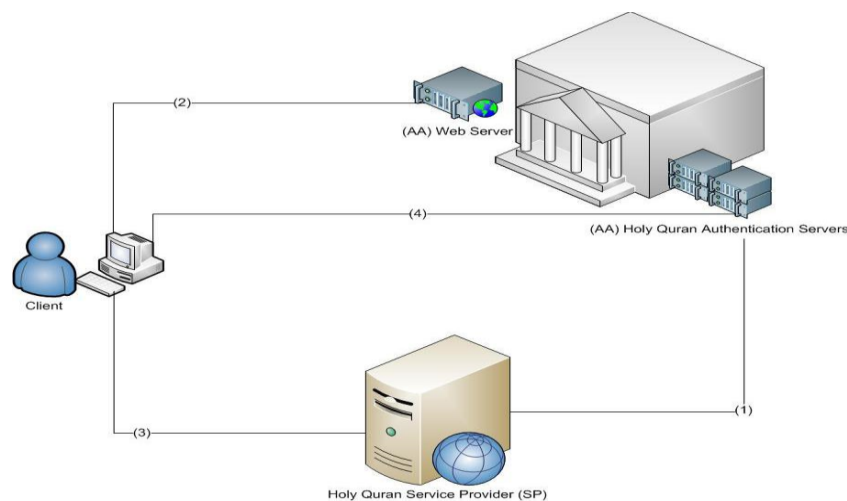 (2)
(AA) Web Server
(4)
(AA) Holy Quran Authentication Servers
Client
(1)
(3)
Holy Quran Service Provider (SP)